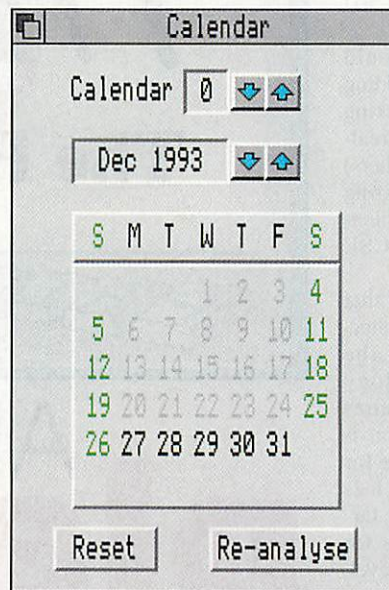 Calendar
Calendar 0
Dec 1993
S M T W T F S
1 2 3 4
5 6 7 8 9 10 11
12 13 14 15 16 17 18
19 20 21 22 23 24 25
26 27 28 29 30 31
Reset Re-analyse